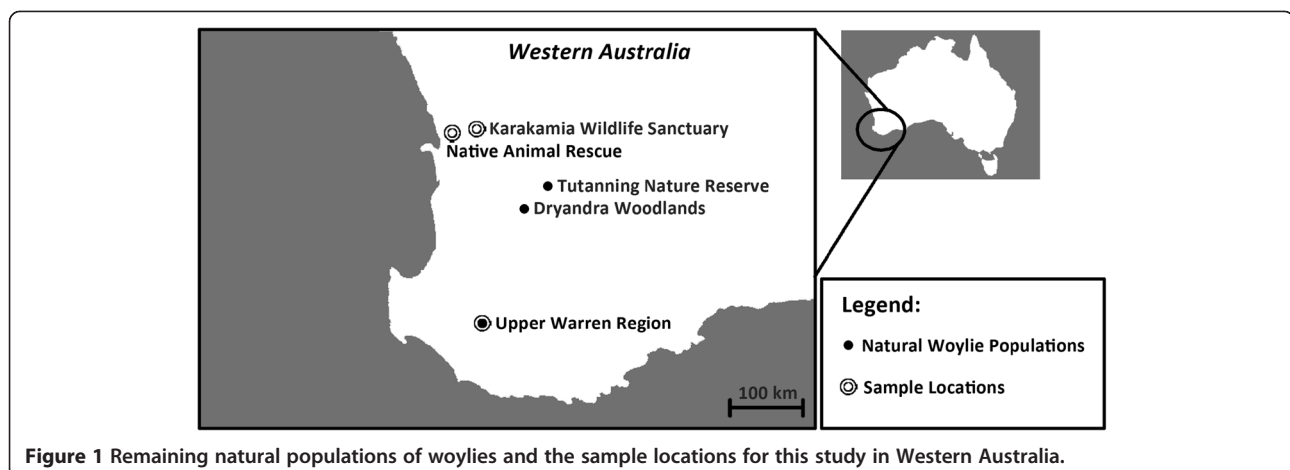 Western Australia
Karakamia Wildlife Sanctuary
Native Animal Rescue
Tutanning Nature Reserve
Dryandra Woodlands
Upper Warren Region
100 km
Legend:
Natural Woylie Populations
Sample Locations
Figure 1 Remaining natural populations of woylies and the sample locations for this study in Western Australia.